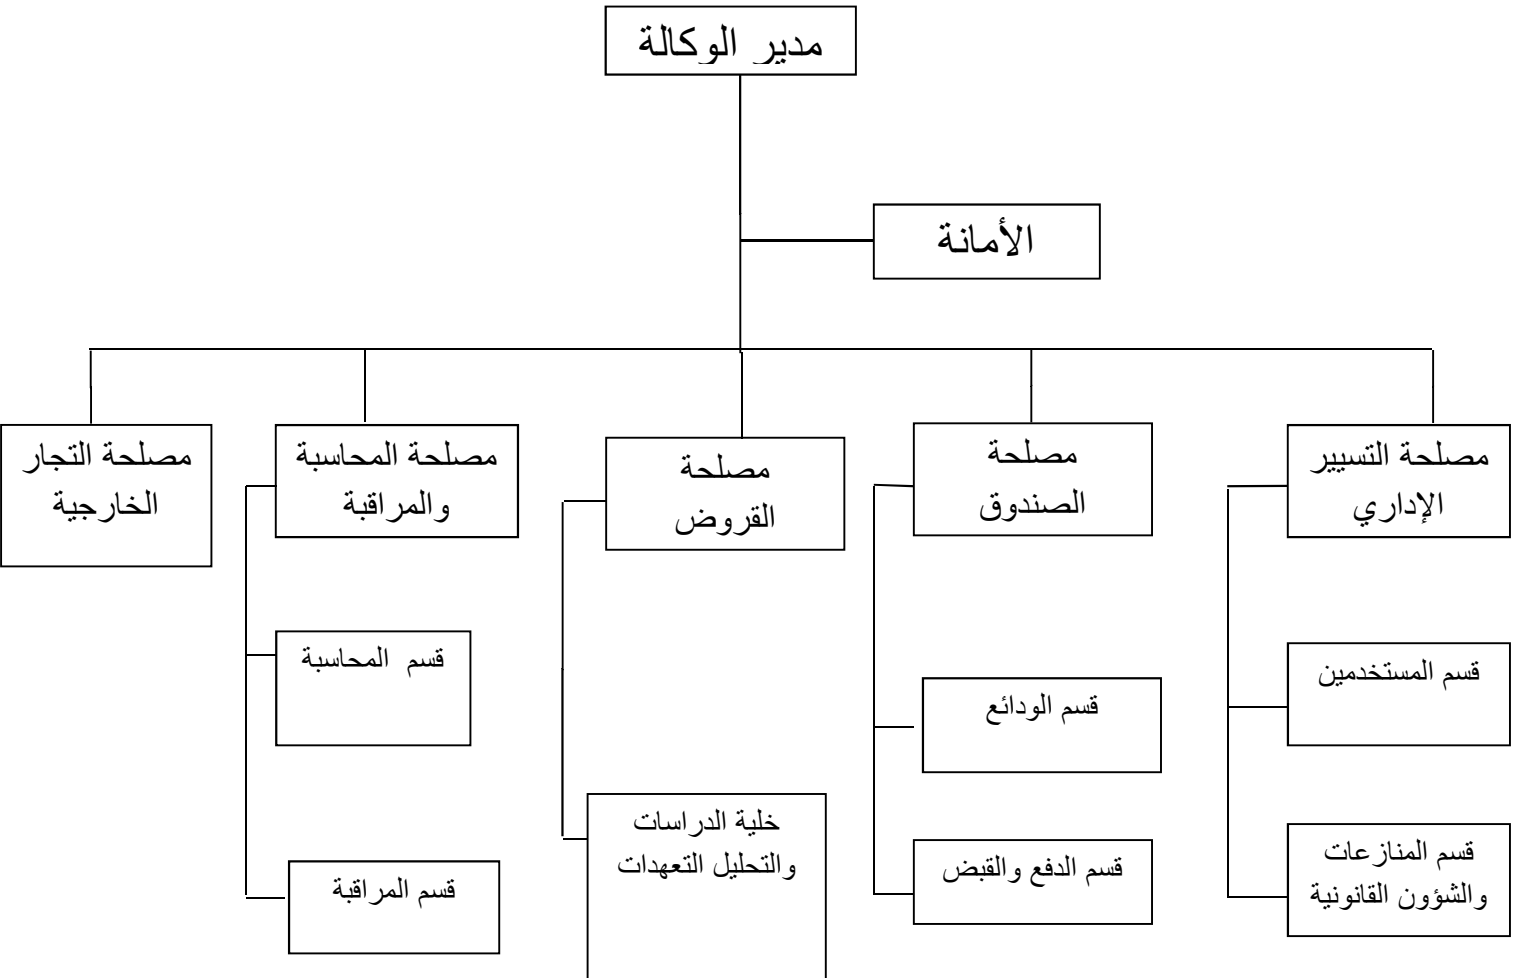 مدير الوكالة
الأمانة
مصلحة التسيير
الإداري
مصلحة
الصندوق
مصلحة
القروض
مصلحة المحاسبة
والمراقبة
مصلحة التجار
الخارجية
قسم المستخدمين
قسم المنازعات
والشؤون القانونية
قسم الودائع
قسم الدفع والقبض
خلية الدراسات
والتحليل التعهدات
قسم المحاسبة
قسم المراقبة